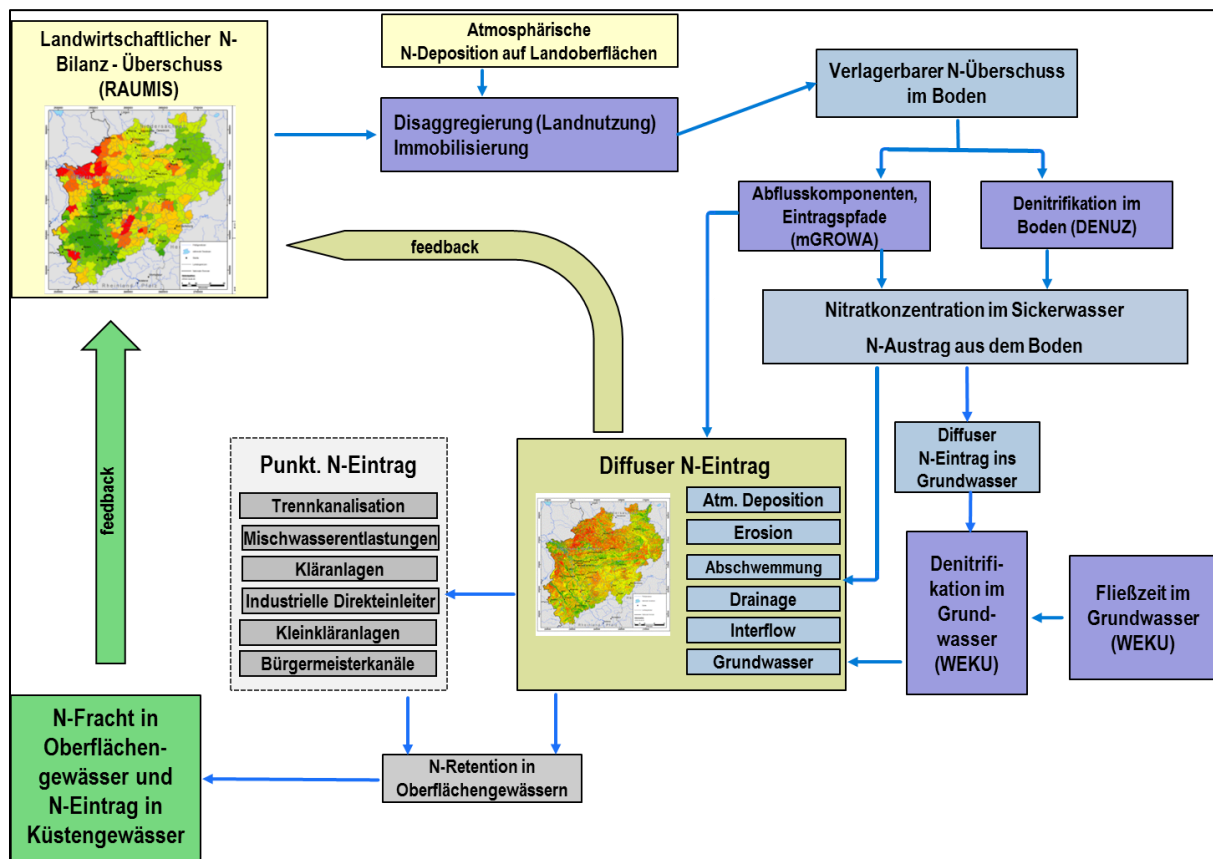 Landwirtschaftlicher N-
Bilanz - Überschuss
(RAUMIS)
Atmosphärische
N-Deposition auf Landoberflächen
Verlagerbarer N-Überschuss
im Boden
Disaggregierung (Landnutzung)
Immobilisierung
Abflusskomponenten,
Eintragspfade
(mGROWA)
Denitrifikation im
Boden (DENUZ)
feedback
Nitratkonzentration im Sickerwasser
N-Austrag aus dem Boden
feedback
Punkt. N-Eintrag
Trennkanalisation
Mischwasserentlastungen
Kläranlagen
Industrielle Direkteinleiter
Kleinkläranlagen
Bürgermeisterkanäle
Diffuser N-Eintrag
Atm. Deposition
Erosion
Abschwemmung
Drainage
Interflow
Grundwasser
Diffuser
N-Eintrag ins
Grundwasser
Denitrifi-
kation im
Grund-
wasser
(WEKU)
Fließzeit im
Grundwasser
(WEKU)
N-Retention in
Oberflächengewässern
N-Fracht in
Oberflächen-
gewässer und
N-Eintrag in
Küstengewässer